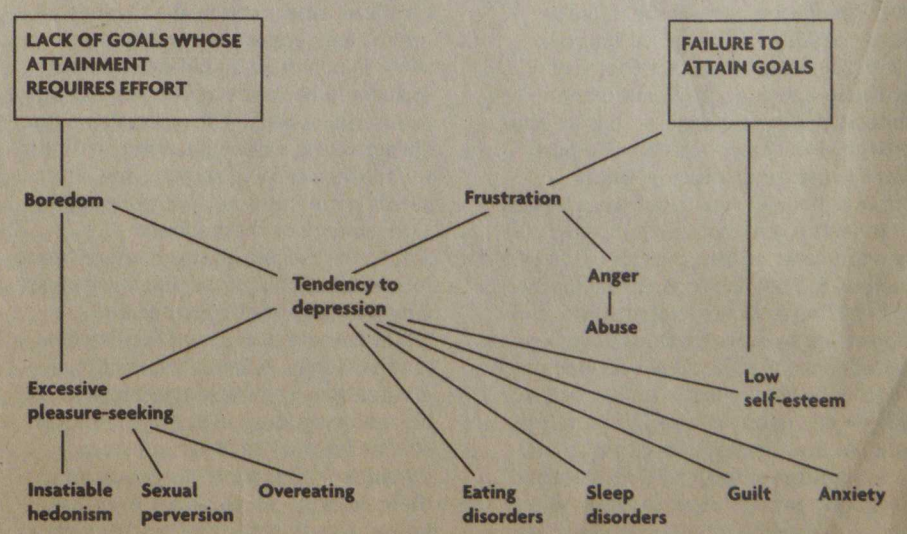 LACK OF GOALS WHOSE
ATTAINMENT
REQUIRES EFFORT
FAILURE TO
ATTAIN GOALS
Boredom
Frustration
Tendency to
depression
Anger
Abuse
Excessive
pleasure-seeking
Low
self-esteem
Insatiable
hedonism
Sexual
perversion
Overeating
Eating
disorders
Sleep
disorders
Guilt
Anxiety